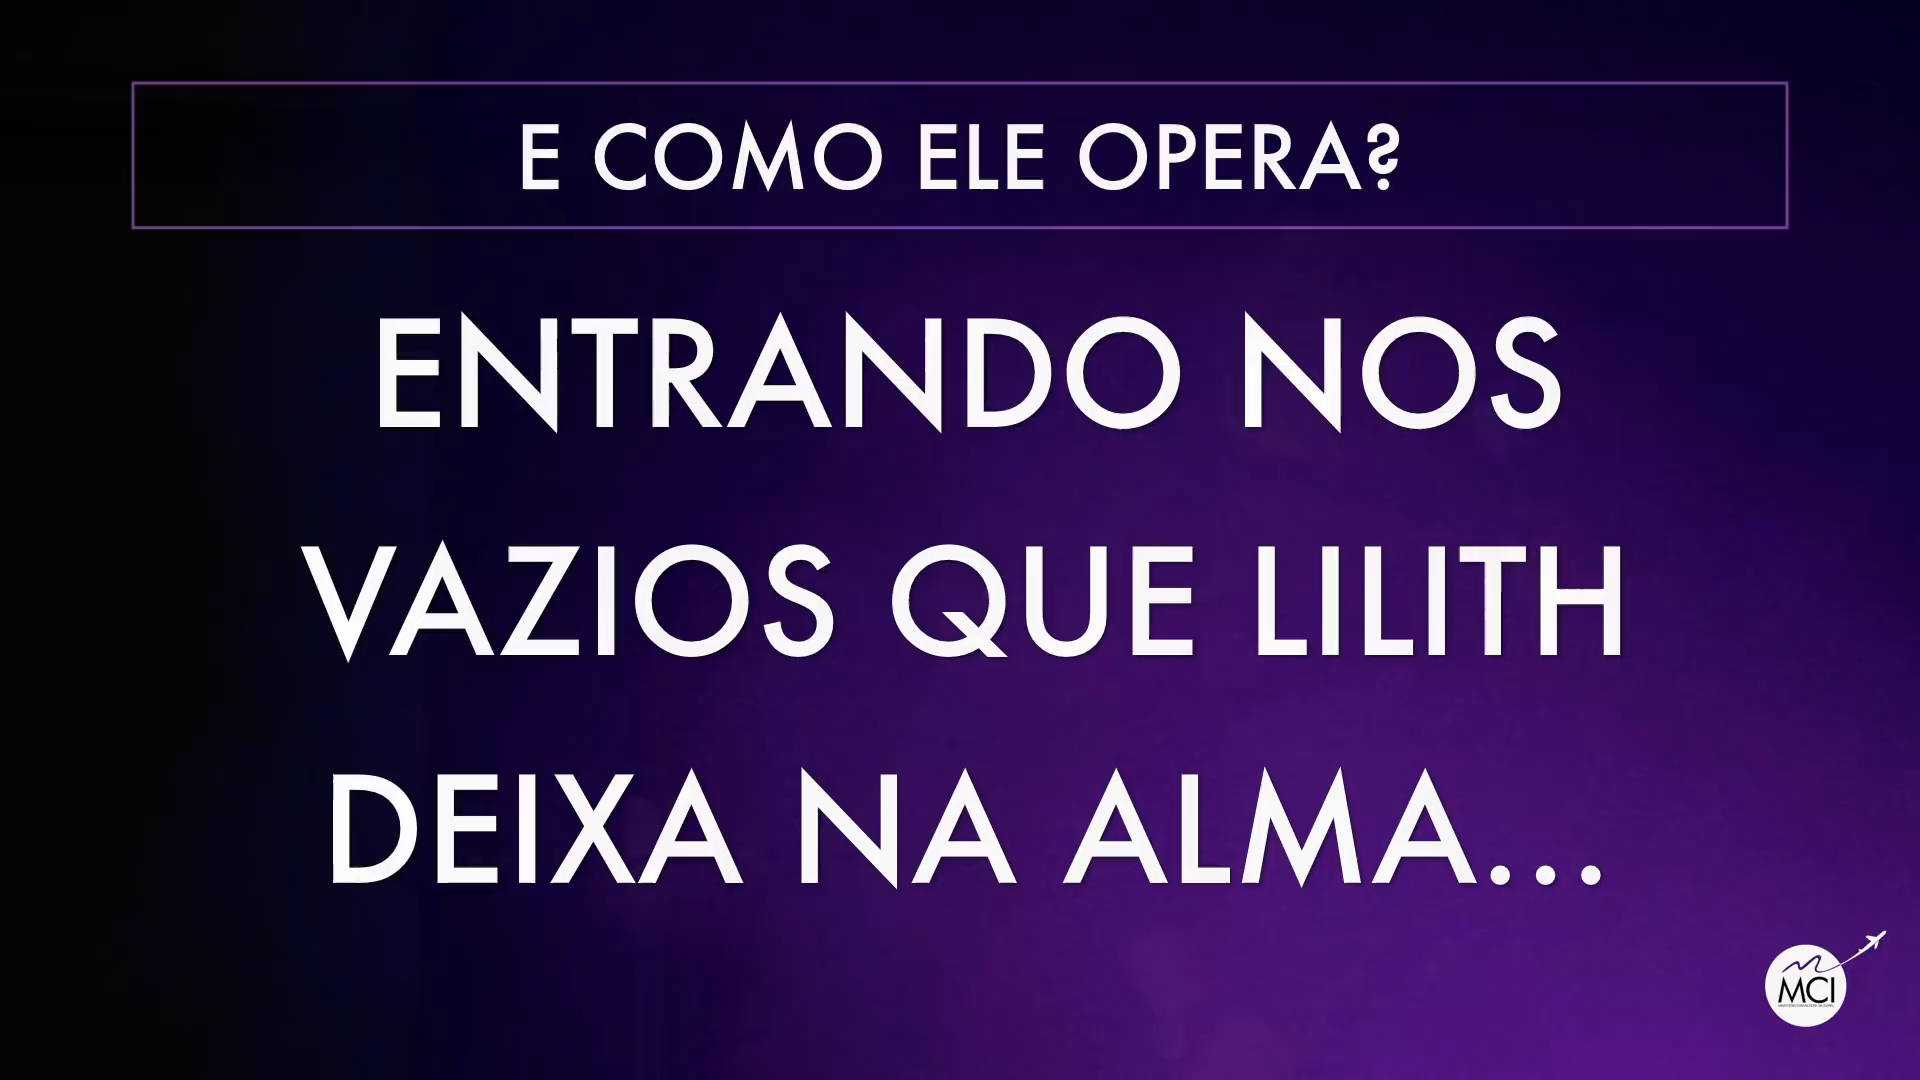 E COMO ELE OPERA?
ENTRANDO NOS
VAZIOS QUE LILITH
DEIXA NA ALMA...
MCI